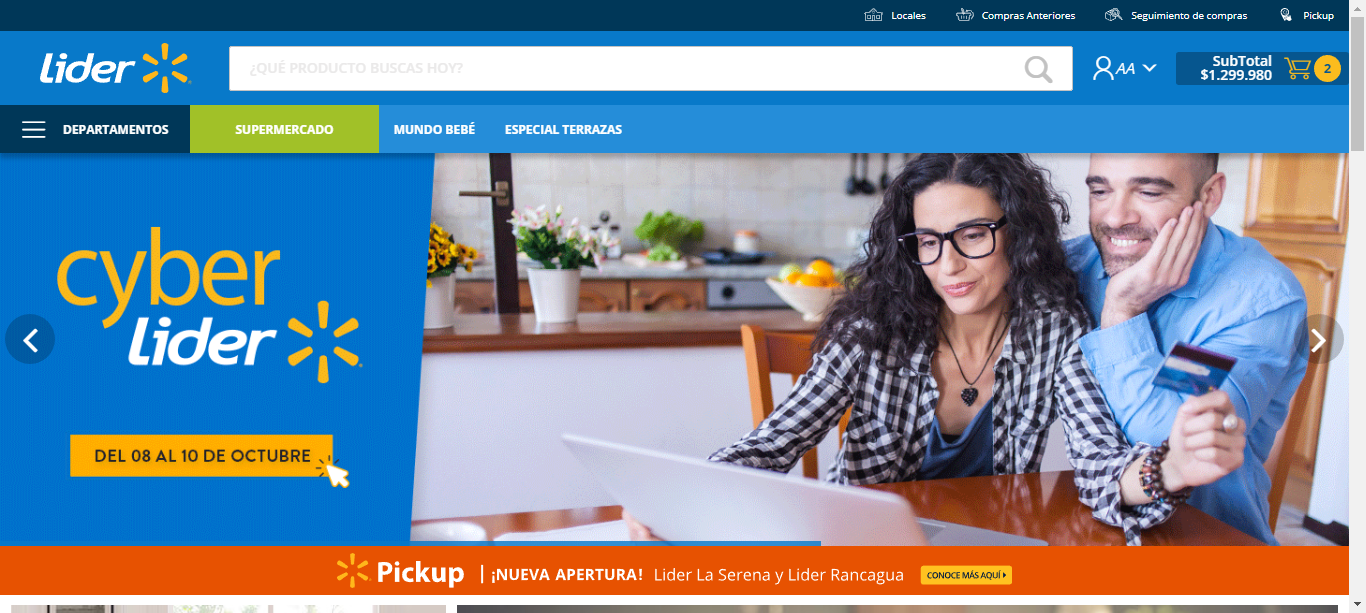 Locales
Compras Anteriores
Seguimiento de compras
Pickup
Lider
¿QUÉ PRODUCTO BUSCAS HOY?
AA
SubTotal
$1.299.980
2
DEPARTAMENTOS
SUPERMERCADO
MUNDO BEBÉ
ESPECIAL TERRAZAS
cyber
lider
DEL 08 AL 10 DE OCTUBRE
Pickup | ¡NUEVA APERTURA! Lider La Serena y Lider Rancagua CONOCE MÁS AQUÍ